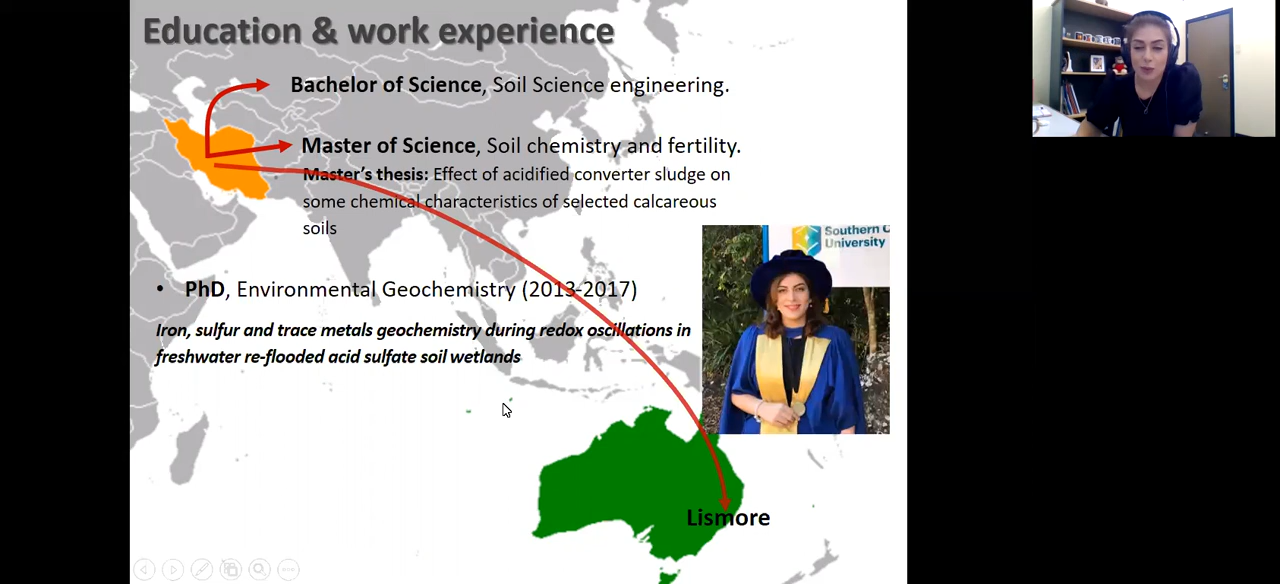 Education & work experience
Bachelor of Science, Soil Science engineering.
Master of Science, Soil chemistry and fertility.
Master's thesis: Effect of acidified converter sludge on
some chemical characteristics of selected calcareous
soils
Southern C
University
• PhD, Environmental Geochemistry (2013-2017)
Iron, sulfur and trace metals geochemistry during redox oscillations in
freshwater re-flooded acid sulfate soil wetlands
Lismore